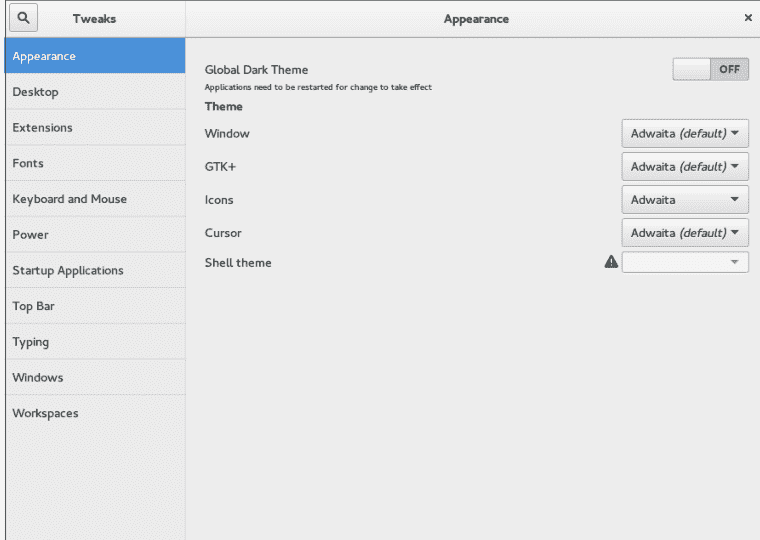 Tweaks
Appearance
Appearance
Desktop
Extensions
Fonts
Keyboard and Mouse
Power
Startup Applications
Top Bar
Typing
Windows
Workspaces
Global Dark Theme OFF
Applications need to be restarted for change to take effect
Theme
Window Adwaita (default)
GTK+ Adwaita (default)
Icons Adwaita
Cursor Adwaita (default)
Shell theme